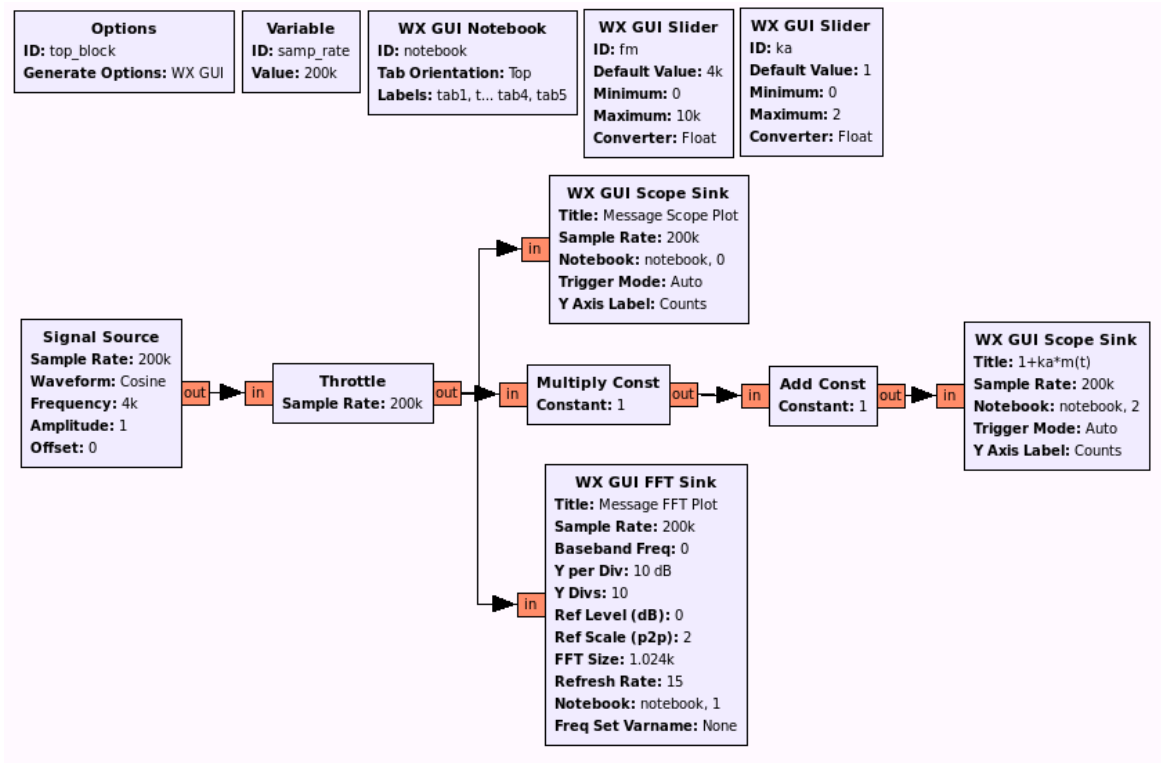 Options
ID: top_block
Generate Options: WX GUI
Variable
ID: samp_rate
Value: 200k
WX GUI Notebook
ID: notebook
Tab Orientation: Top
Labels: tab1, t... tab4, tab5
WX GUI Slider
ID: fm
Default Value: 4k
Minimum: 0
Maximum: 10k
Converter: Float
WX GUI Slider
ID: ka
Default Value: 1
Minimum: 0
Maximum: 2
Converter: Float
in
WX GUI Scope Sink
Title: Message Scope Plot
Sample Rate: 200k
Notebook: notebook, 0
Trigger Mode: Auto
Y Axis Label: Counts
Signal Source
Sample Rate: 200k
Waveform: Cosine
Frequency: 4k
Amplitude: 1
Offset: 0
out
in
Throttle
Sample Rate: 200k
out
in
Multiply Const
Constant: 1
out
in
Add Const
Constant: 1
out
in
WX GUI Scope Sink
Title: 1+ka*m(t)
Sample Rate: 200k
Notebook: notebook, 2
Trigger Mode: Auto
Y Axis Label: Counts
in
WX GUI FFT Sink
Title: Message FFT Plot
Sample Rate: 200k
Baseband Freq: 0
Y per Div: 10 dB
Y Divs: 10
Ref Level (dB): 0
Ref Scale (p2p): 2
FFT Size: 1.024k
Refresh Rate: 15
Notebook: notebook, 1
Freq Set Varname: None